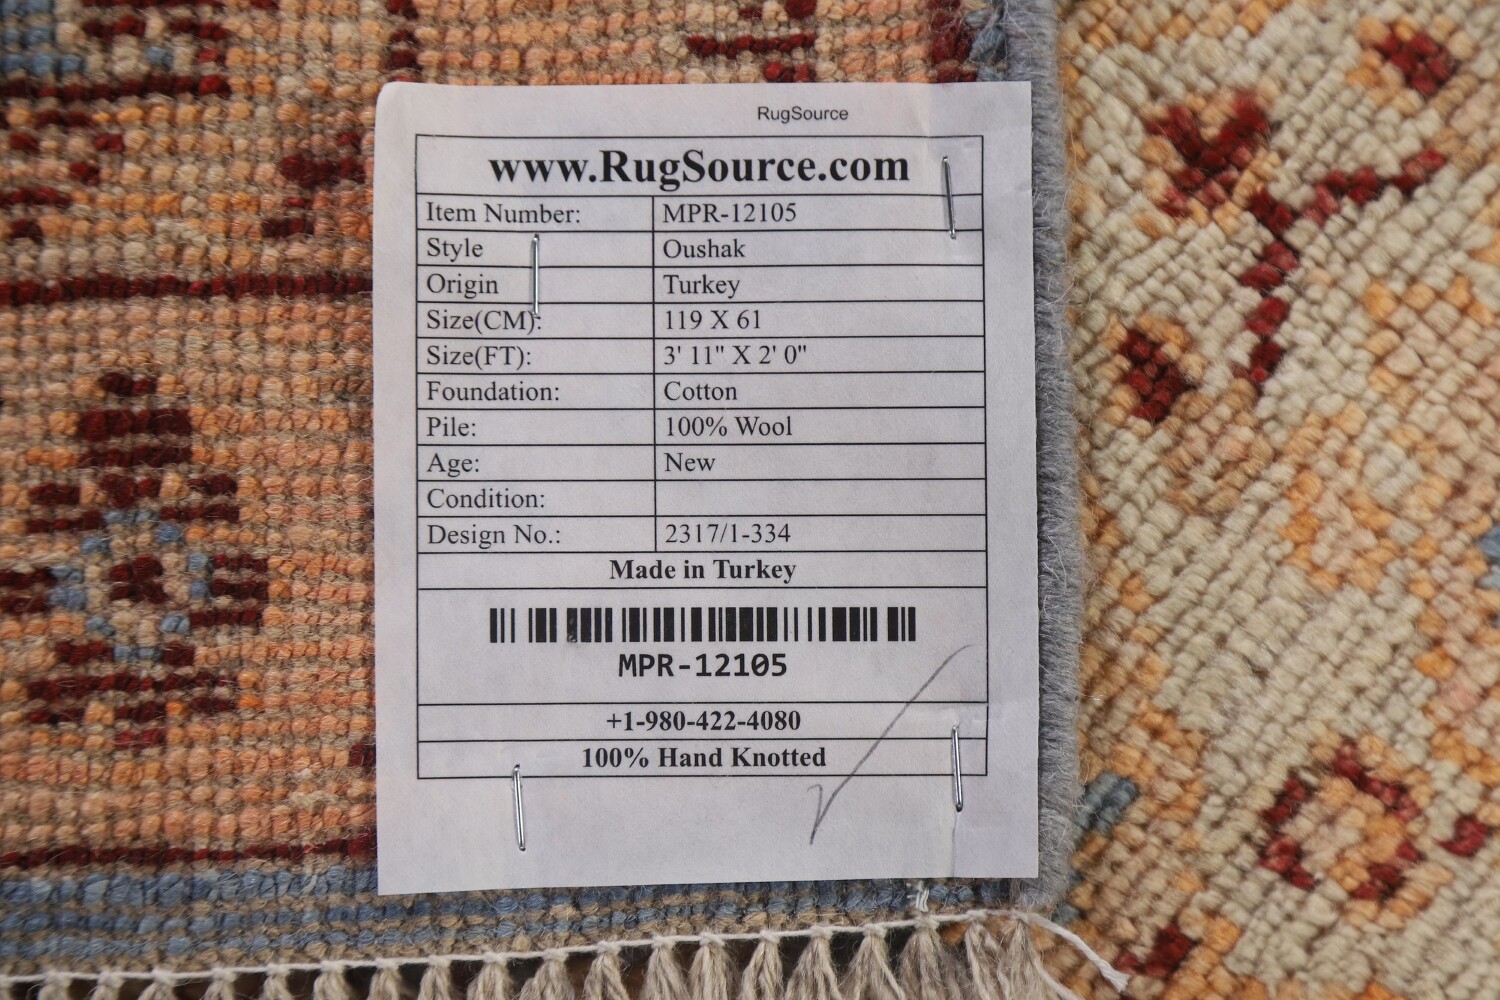 RugSource
www.RugSource.com
Item Number: MPR-12105
Style Oushak
Origin Turkey
Size(CM): 119 X 61
Size(FT): 3' 11" X 2' 0"
Foundation: Cotton
Pile: 100% Wool
Age: New
Condition:
Design No.: 2317/1-334
Made in Turkey
MPR-12105
+1-980-422-4080
100% Hand Knotted